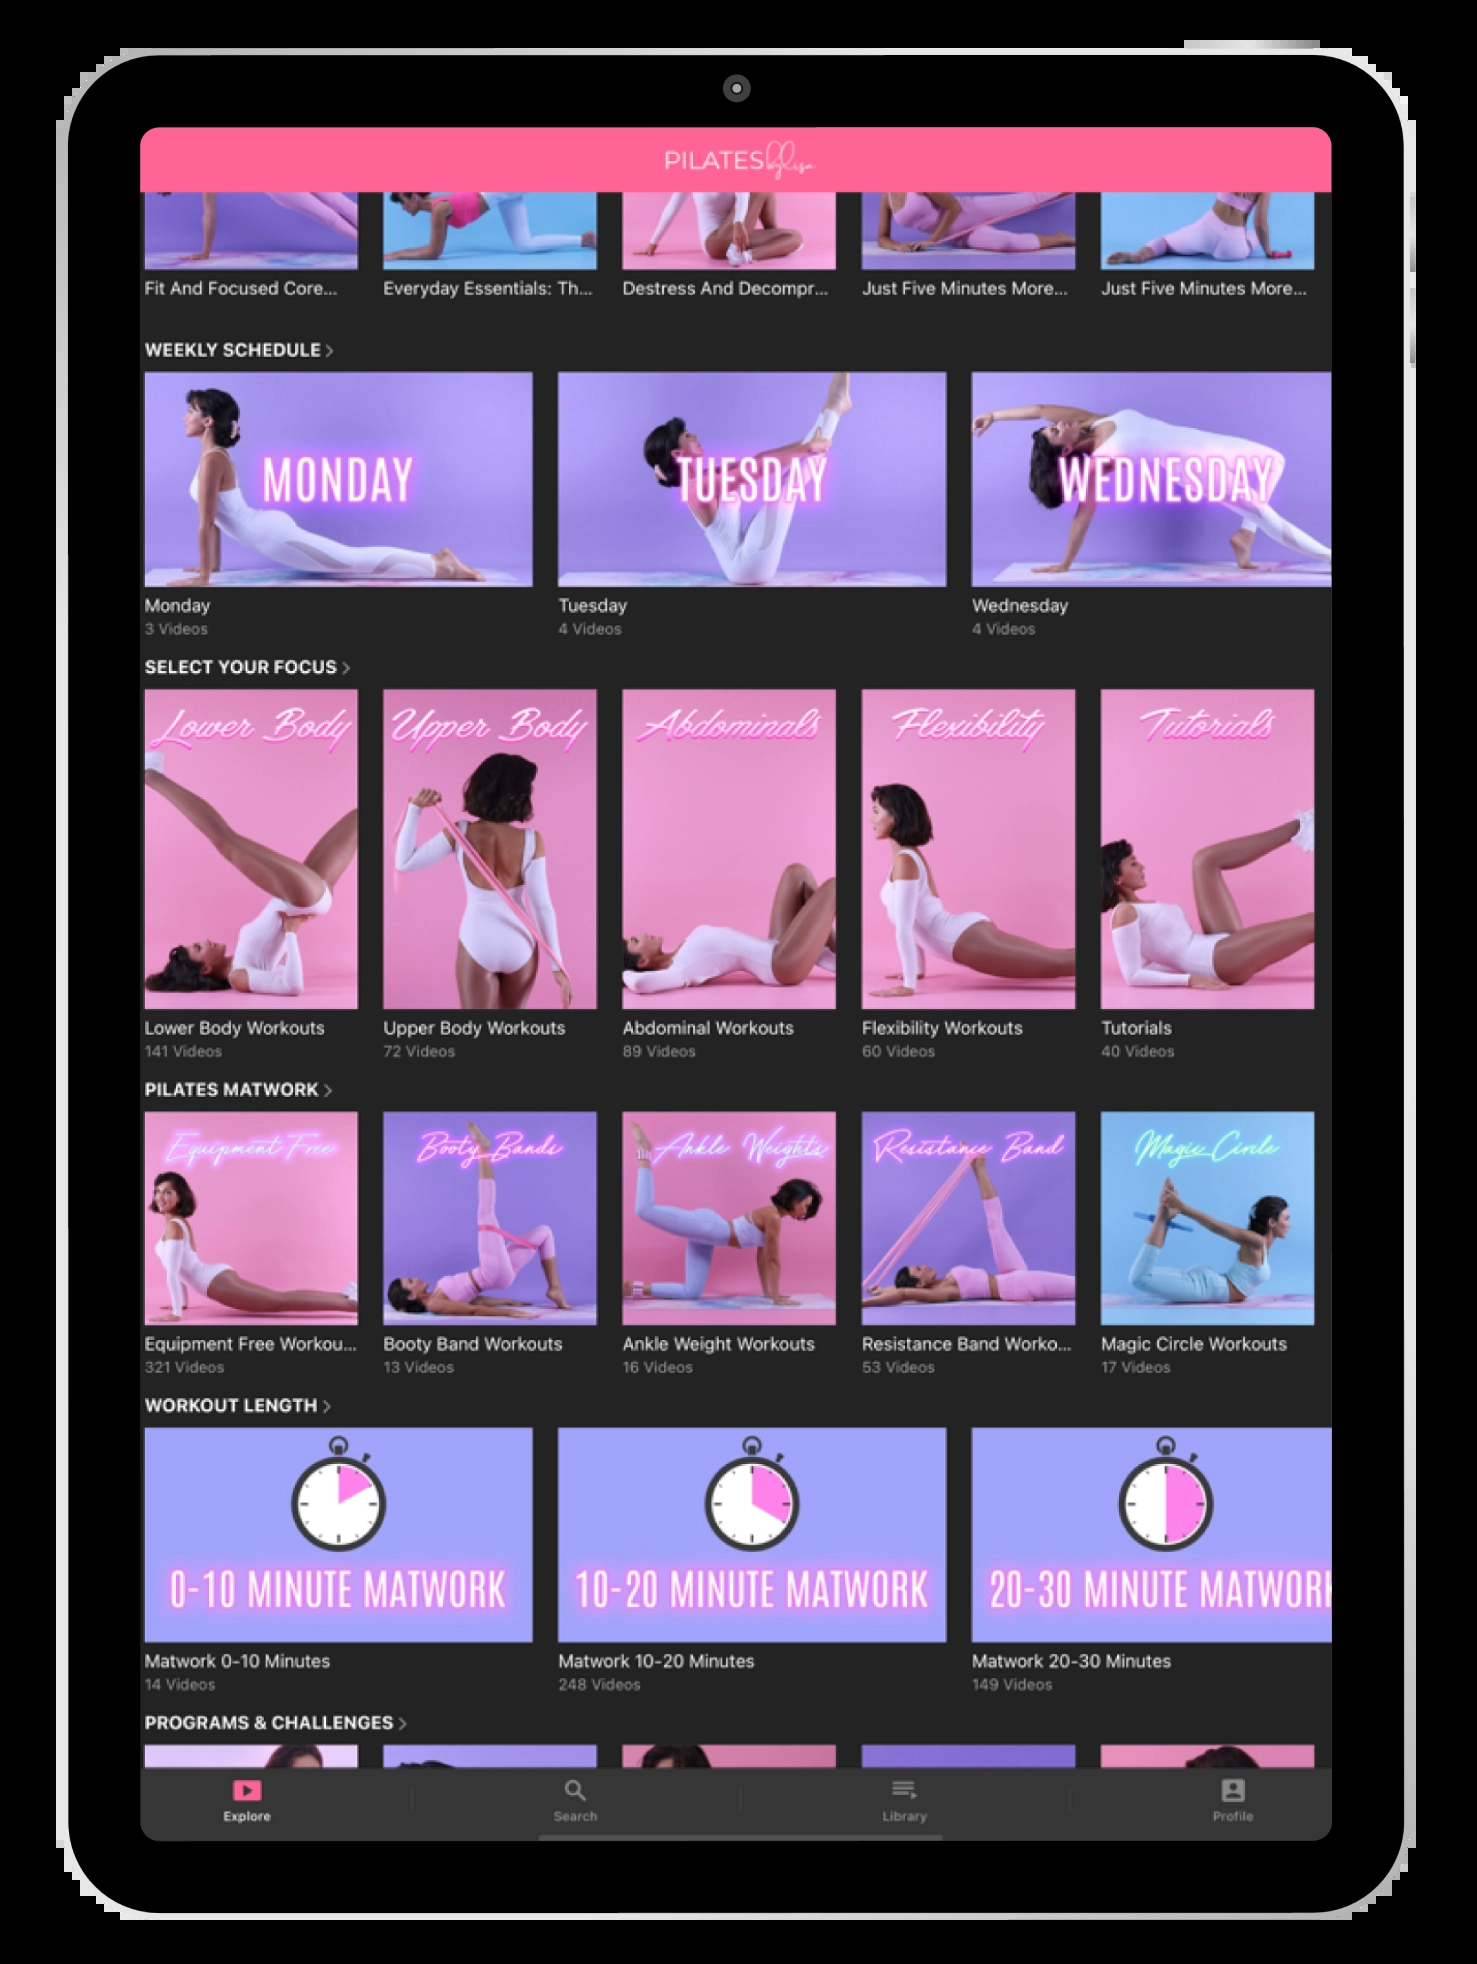 PILATES by Lisa
Fit And Focused Core...
Everyday Essentials: Th...
Destress And Decompr...
Just Five Minutes More...
Just Five Minutes More...
WEEKLY SCHEDULE >
MONDAY
TUESDAY
WEDNESDAY
Monday
3 Videos
Tuesday
4 Videos
Wednesday
4 Videos
SELECT YOUR FOCUS >
Lower Body
Upper Body
Abdominals
Flexibility
Tutorials
Lower Body Workouts
141 Videos
Upper Body Workouts
72 Videos
Abdominal Workouts
89 Videos
Flexibility Workouts
60 Videos
Tutorials
40 Videos
PILATES MATWORK >
Equipment Free
Booty Bands
Ankle Weights
Resistance Band
Magic Circle
Equipment Free Workou...
321 Videos
Booty Band Workouts
13 Videos
Ankle Weight Workouts
16 Videos
Resistance Band Worko...
53 Videos
Magic Circle Workouts
17 Videos
WORKOUT LENGTH >
0-10 MINUTE MATWORK
10-20 MINUTE MATWORK
20-30 MINUTE MATWORK
Matwork 0-10 Minutes
14 Videos
Matwork 10-20 Minutes
248 Videos
Matwork 20-30 Minutes
149 Videos
PROGRAMS & CHALLENGES >
Explore
Search
Library
Profile